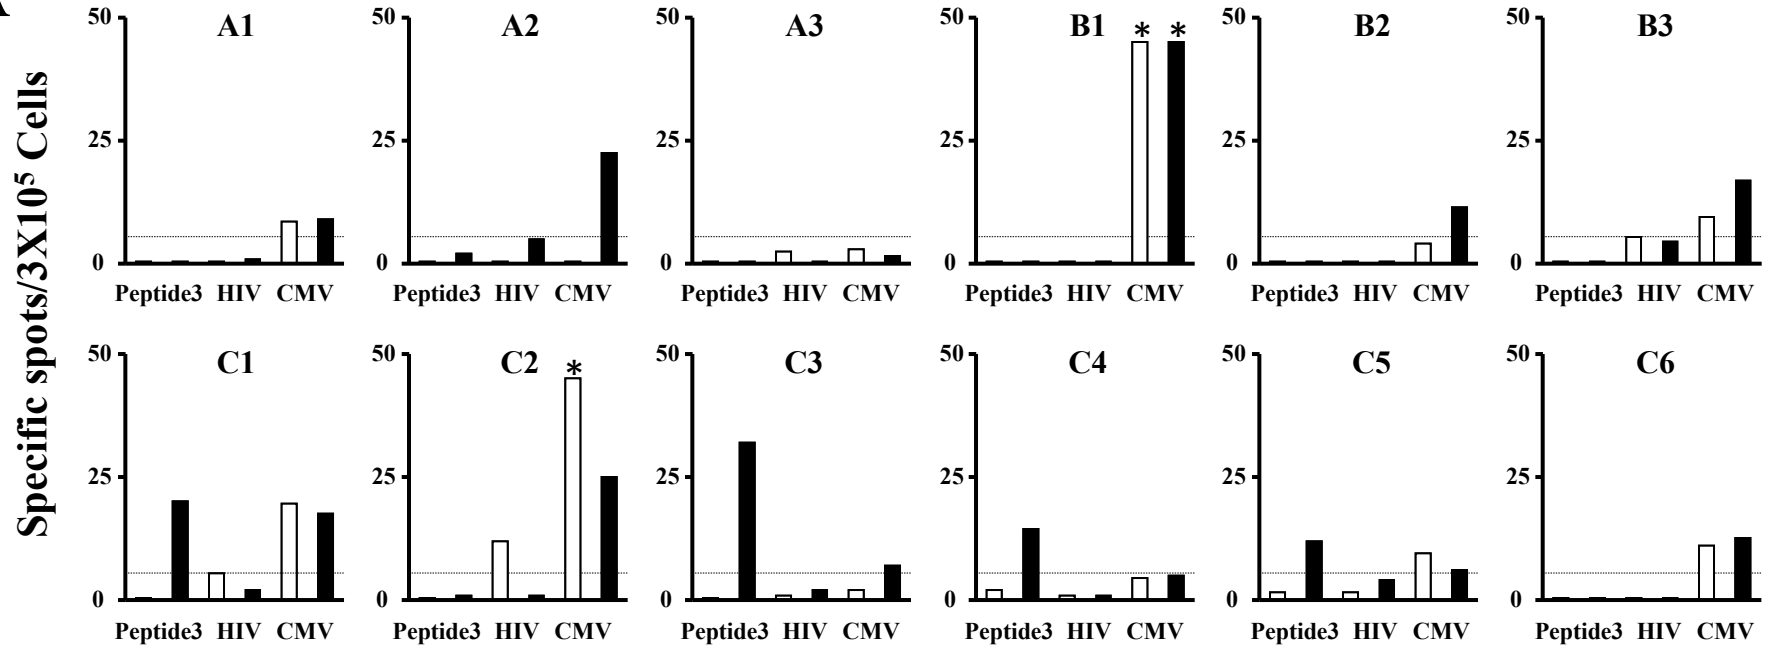 A
Specific spots/3X10⁵ Cells
50 A1
25
0
Peptide3 HIV CMV
50 A2
25
0
Peptide3 HIV CMV
50 A3
25
0
Peptide3 HIV CMV
50 B1 * *
25
0
Peptide3 HIV CMV
50 B2
25
0
Peptide3 HIV CMV
50 B3
25
0
Peptide3 HIV CMV
50 C1
25
0
Peptide3 HIV CMV
50 C2 *
25
0
Peptide3 HIV CMV
50 C3
25
0
Peptide3 HIV CMV
50 C4
25
0
Peptide3 HIV CMV
50 C5
25
0
Peptide3 HIV CMV
50 C6
25
0
Peptide3 HIV CMV